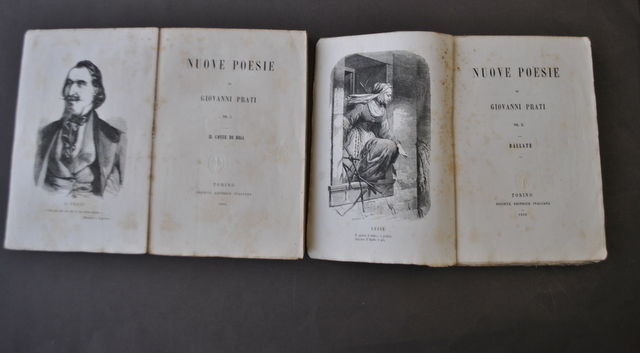 NUOVE POESIE
DI
GIOVANNI PRATI
VOL. I.
IL CONTE DI RIGA
TORINO
SOCIETÀ EDITRICE ITALIANA
NUOVE POESIE
DI
GIOVANNI PRATI
VOL. II.
BALLATE
TORINO
SOCIETÀ EDITRICE ITALIANA